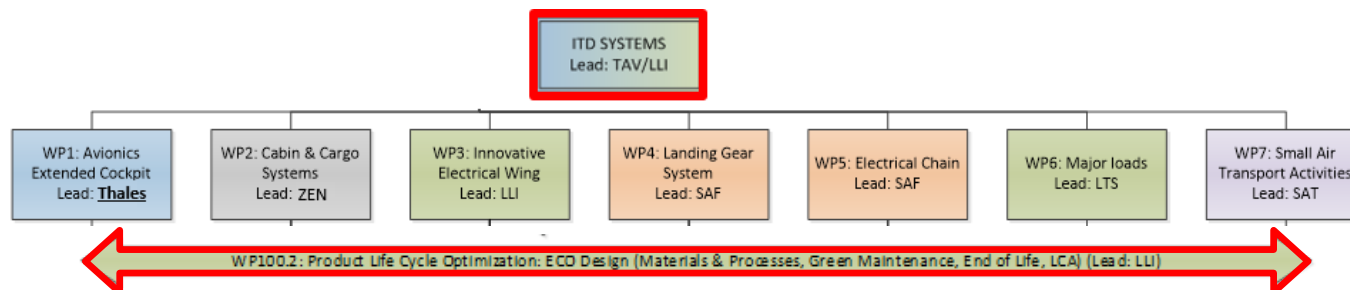 ITD SYSTEMS
Lead: TAV/LLI
WP1: Avionics
Extended Cockpit
Lead: Thales
WP2: Cabin & Cargo
Systems
Lead: ZEN
WP3: Innovative
Electrical Wing
Lead: LLI
WP4: Landing Gear
System
Lead: SAF
WP5: Electrical Chain
Lead: SAF
WP6: Major loads
Lead: LTS
WP7: Small Air
Transport Activities
Lead: SAT
WP100.2: Product Life Cycle Optimization: ECO Design (Materials & Processes, Green Maintenance, End of Life, LCA) (Lead: LLI)